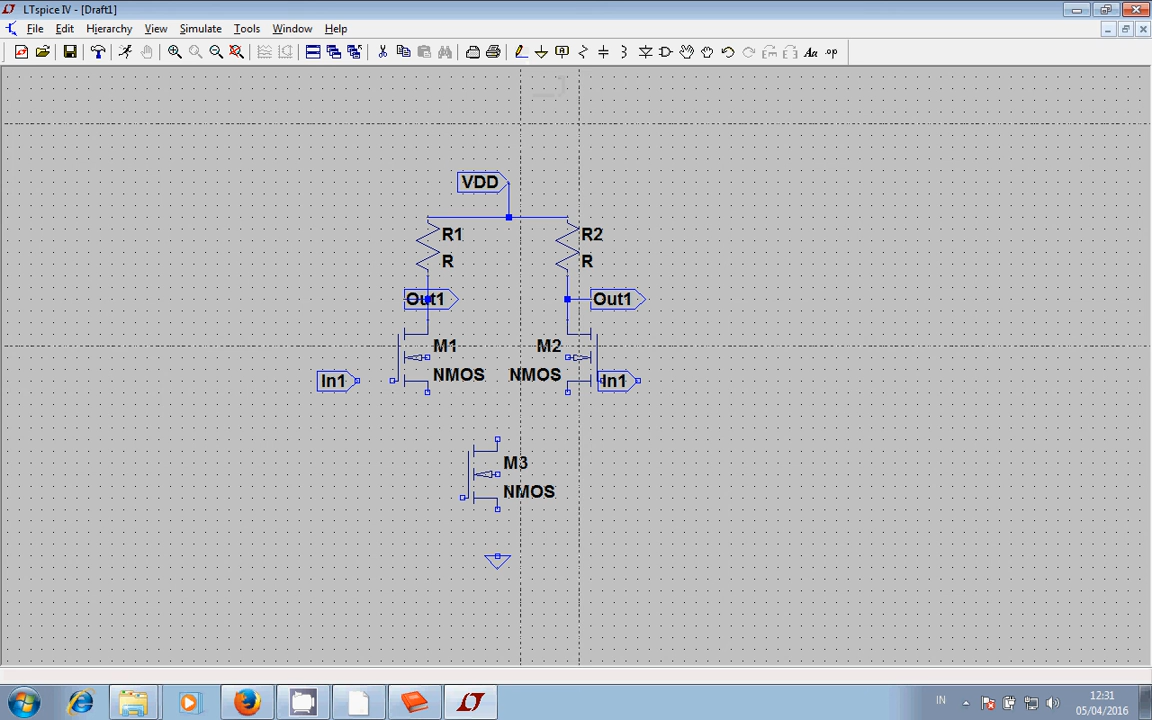 LTspice IV - [Draft1]
File Edit Hierarchy View Simulate Tools Window Help
Aa .op
VDD
R1
R
R2
R
Out1
Out1
M1
NMOS
M2
NMOS
In1
In1
M3
NMOS
IN
12:31
05/04/2016